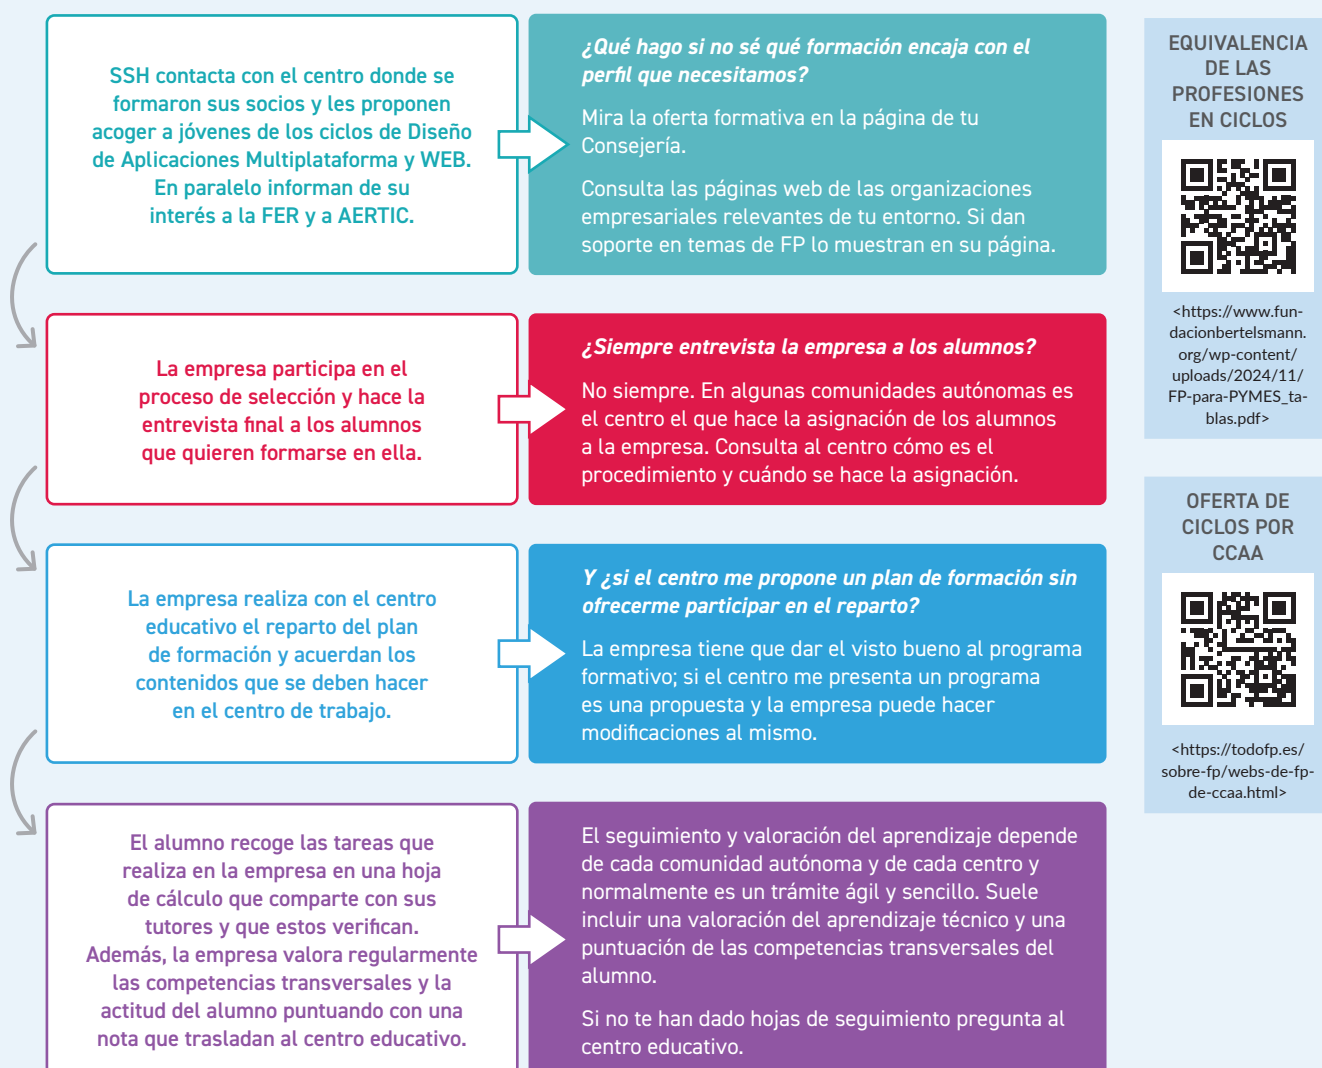 SSH contacta con el centro donde se
formaron sus socios y les proponen
acoger a jóvenes de los ciclos de Diseño
de Aplicaciones Multiplataforma y WEB.
En paralelo informan de su
interés a la FER y a AERTIC.
¿Qué hago si no sé qué formación encaja con el
perfil que necesitamos?
Mira la oferta formativa en la página de tu
Consejería.
Consulta las páginas web de las organizaciones
empresariales relevantes de tu entorno. Si dan
soporte en temas de FP lo muestran en su página.
La empresa participa en el
proceso de selección y hace la
entrevista final a los alumnos
que quieren formarse en ella.
¿Siempre entrevista la empresa a los alumnos?
No siempre. En algunas comunidades autónomas es
el centro el que hace la asignación de los alumnos
a la empresa. Consulta al centro cómo es el
procedimiento y cuándo se hace la asignación.
La empresa realiza con el centro
educativo el reparto del plan
de formación y acuerdan los
contenidos que se deben hacer
en el centro de trabajo.
Y ¿si el centro me propone un plan de formación sin
ofrecerme participar en el reparto?
La empresa tiene que dar el visto bueno al programa
formativo; si el centro me presenta un programa
es una propuesta y la empresa puede hacer
modificaciones al mismo.
El alumno recoge las tareas que
realiza en la empresa en una hoja
de cálculo que comparte con sus
tutores y que estos verifican.
Además, la empresa valora regularmente
las competencias transversales y la
actitud del alumno puntuando con una
nota que trasladan al centro educativo.
El seguimiento y valoración del aprendizaje depende
de cada comunidad autónoma y de cada centro y
normalmente es un trámite ágil y sencillo. Suele
incluir una valoración del aprendizaje técnico y una
puntuación de las competencias transversales del
alumno.
Si no te han dado hojas de seguimiento pregunta al
centro educativo.
EQUIVALENCIA
DE LAS
PROFESIONES
EN CICLOS
<https://www.fun-
dacionbertelsmann.
org/wp-content/
uploads/2024/11/
FP-para-PYMES_ta-
blas.pdf>
OFERTA DE
CICLOS POR
CCAA
<https://todofp.es/
sobre-fp/webs-de-fp-
de-ccaa.html>